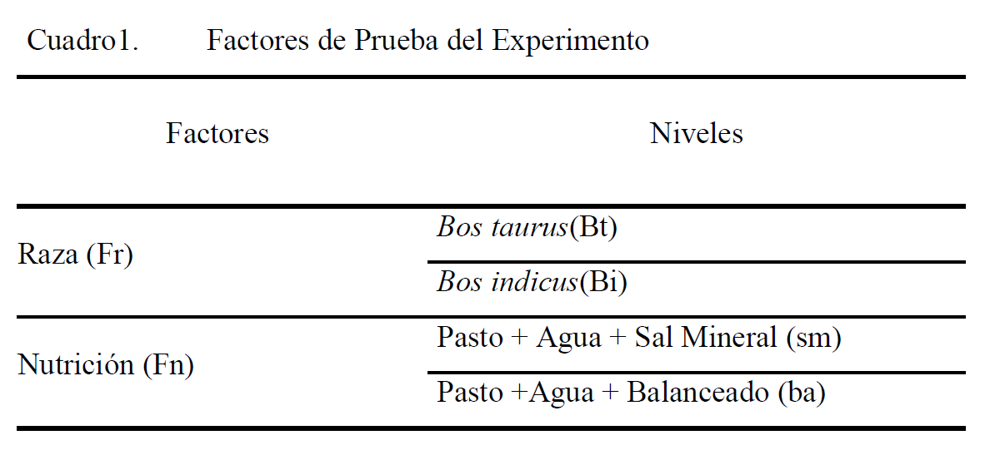 Cuadro1. Factores de Prueba del Experimento
Factores Niveles
Raza (Fr)
Bos taurus(Bt)
Bos indicus(Bi)
Nutrición (Fn)
Pasto + Agua + Sal Mineral (sm)
Pasto +Agua + Balanceado (ba)